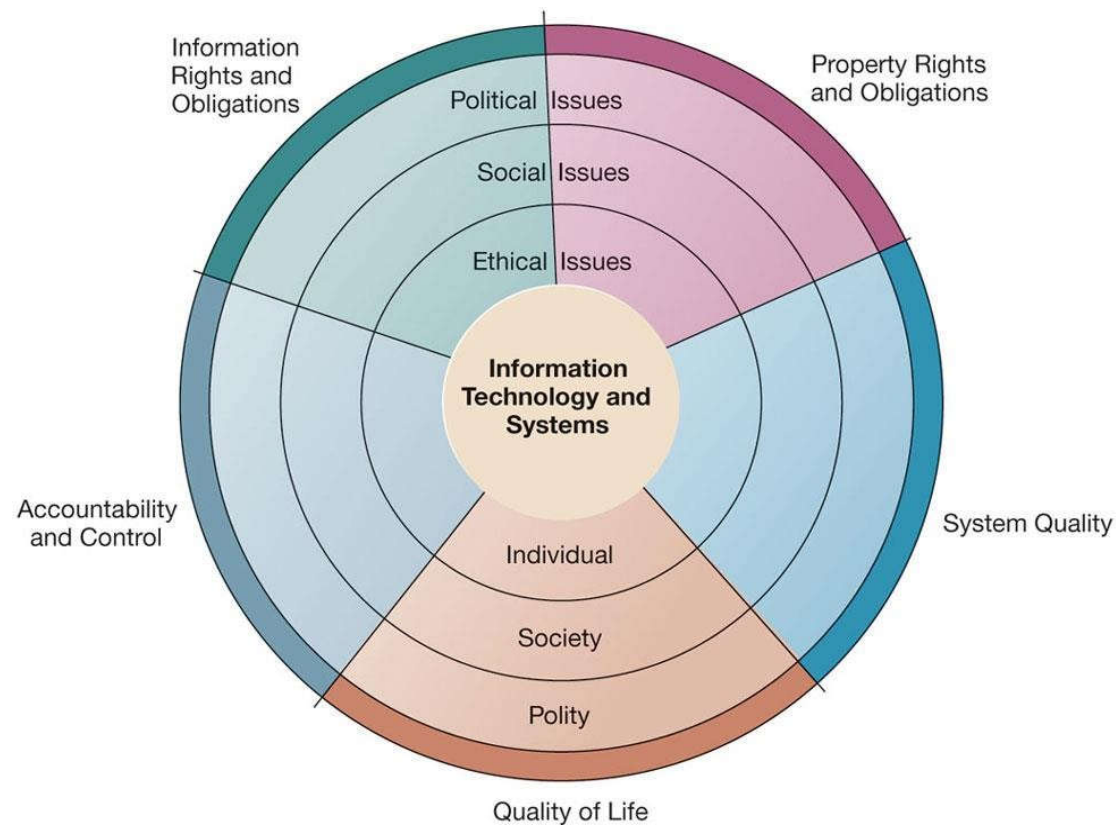 Information
Rights and
Obligations
Property Rights
and Obligations
Political Issues
Social Issues
Ethical Issues
Information
Technology and
Systems
Accountability
and Control
System Quality
Individual
Society
Polity
Quality of Life